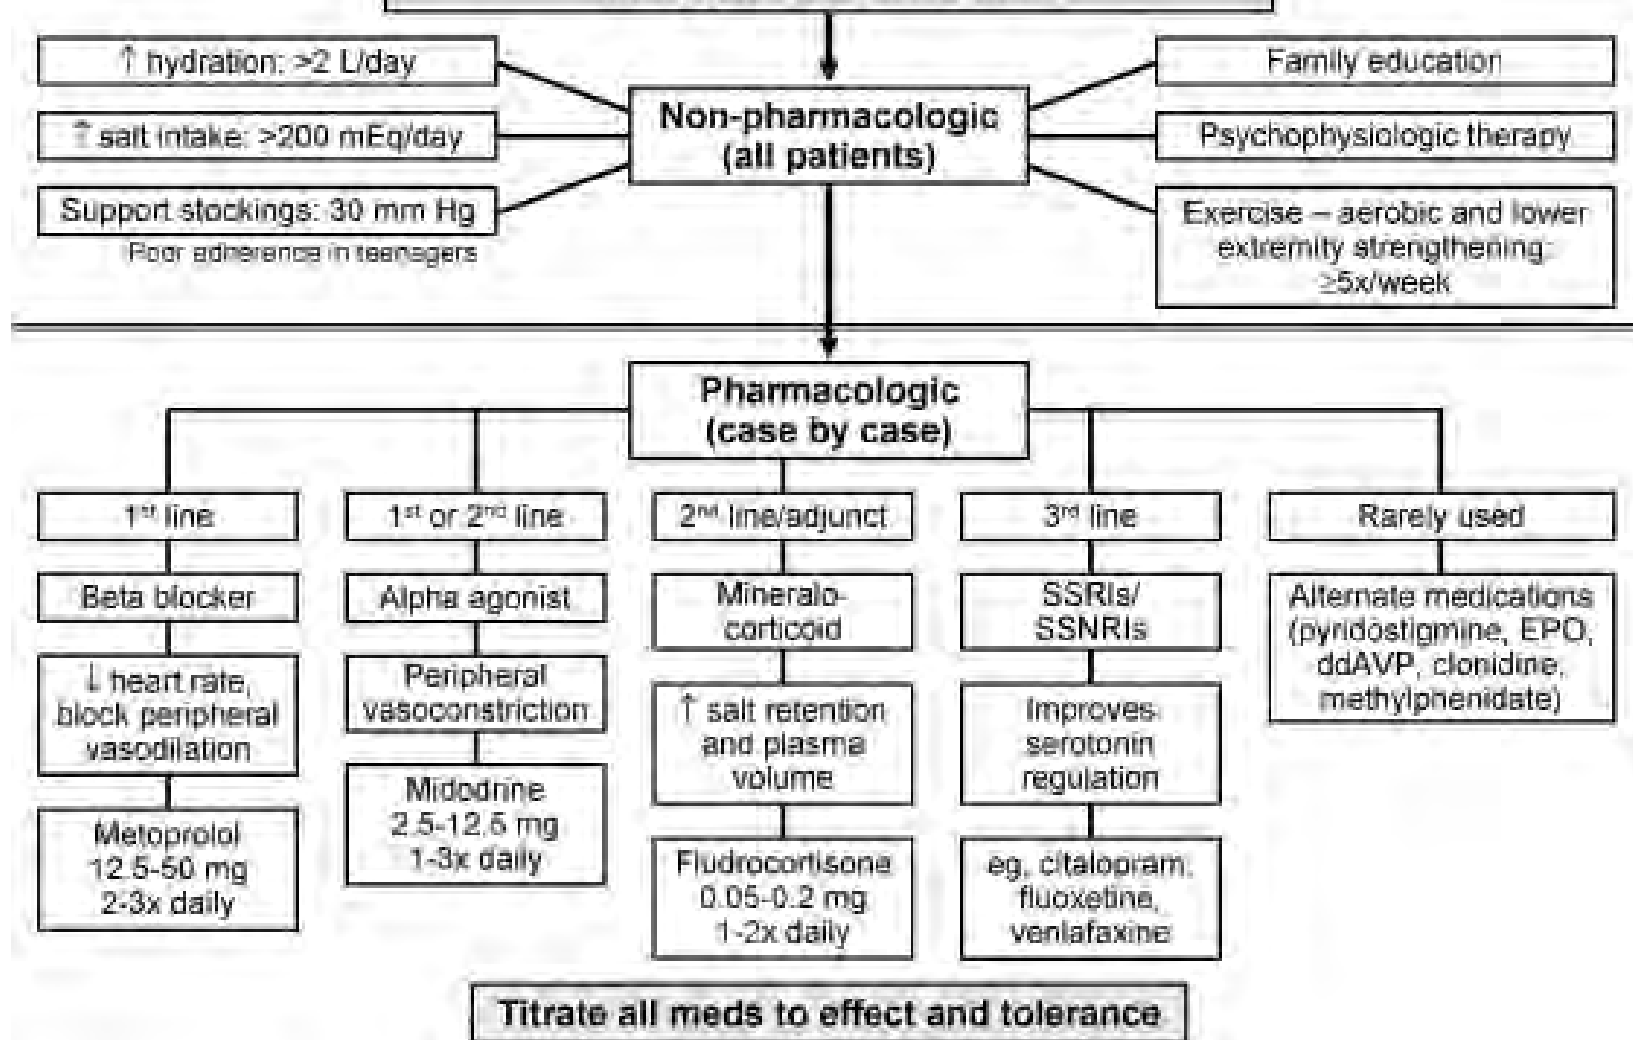 ↑ hydration: >2 L/day
↑ salt intake: >200 mEq/day
Support stockings: 30 mm Hg
Poor adherence in teenagers
Non-pharmacologic
(all patients)
Family education
Psychophysiologic therapy
Exercise – aerobic and lower
extremity strengthening:
≥5x/week
Pharmacologic
(case by case)
1st line
Beta blocker
↓ heart rate,
block peripheral
vasodilation
Metoprolol
12.5-50 mg
2-3x daily
1st or 2nd line
Alpha agonist
Peripheral
vasoconstriction
Midodrine
2.5-12.5 mg
1-3x daily
2nd line/adjunct
Mineralo-
corticoid
↑ salt retention
and plasma
volume
Fludrocortisone
0.05-0.2 mg
1-2x daily
3rd line
SSRIs/
SSNRIs
Improves
serotonin
regulation
eg, citalopram,
fluoxetine,
venlafaxine
Rarely used
Alternate medications
(pyridostigmine, EPO,
ddAVP, clonidine,
methylphenidate)
Titrate all meds to effect and tolerance